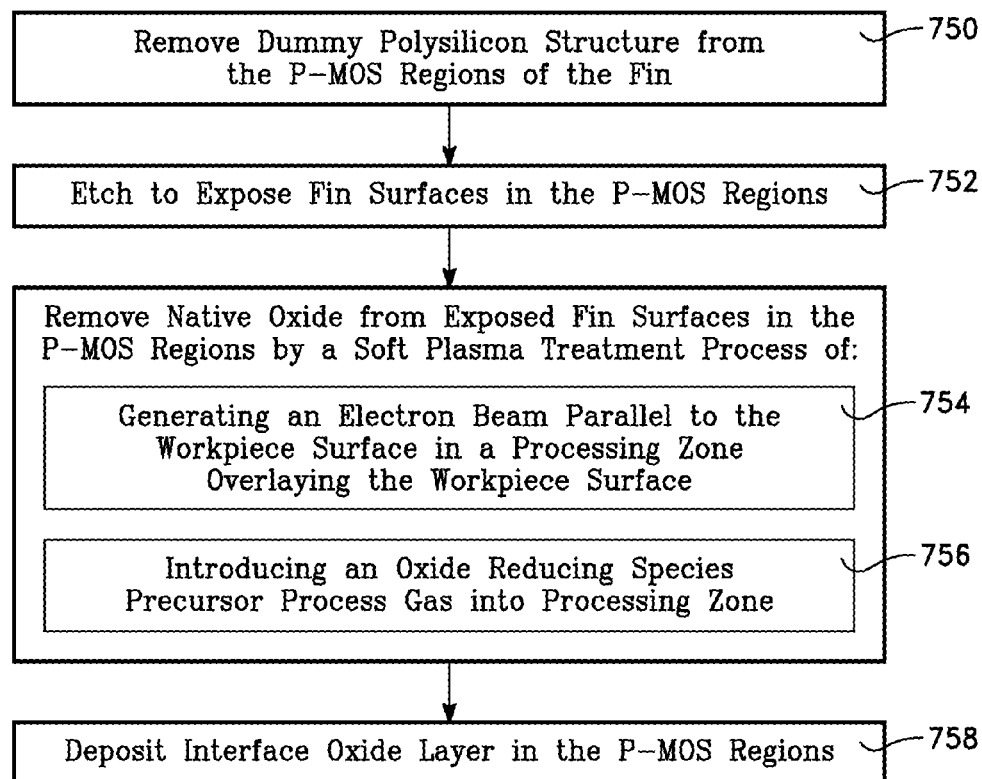 Remove Dummy Polysilicon Structure from
the P-MOS Regions of the Fin
750
Etch to Expose Fin Surfaces in the P-MOS Regions
752
Remove Native Oxide from Exposed Fin Surfaces in the
P-MOS Regions by a Soft Plasma Treatment Process of:
Generating an Electron Beam Parallel to the
Workpiece Surface in a Processing Zone
Overlaying the Workpiece Surface
754
Introducing an Oxide Reducing Species
Precursor Process Gas into Processing Zone
756
Deposit Interface Oxide Layer in the P-MOS Regions
758